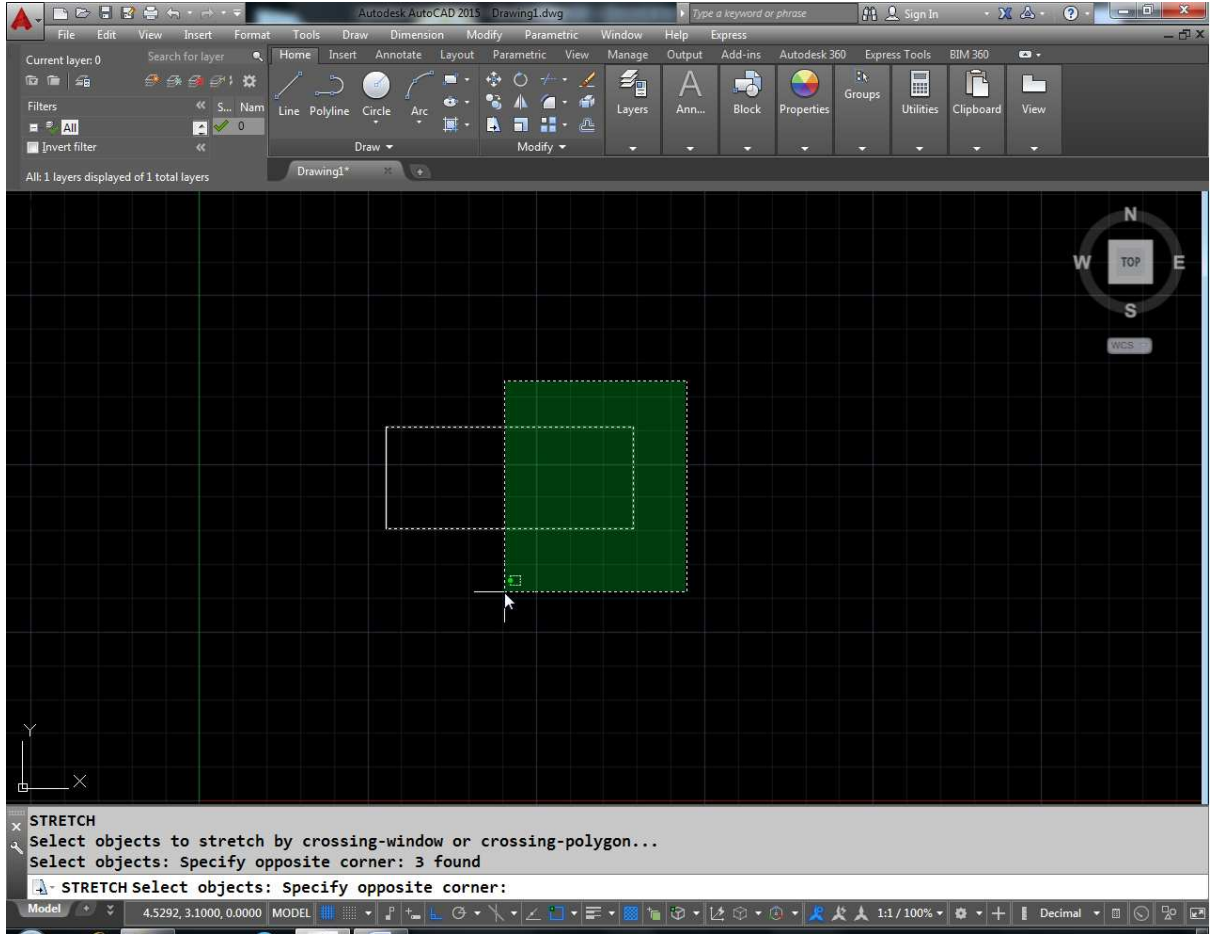 Autodesk AutoCAD 2015 Drawing1.dwg Type a keyword or phrase Sign In
File Edit View Insert Format Tools Draw Dimension Modify Parametric Window Help Express
Current layer: 0 Search for layer
Home Insert Annotate Layout Parametric View Manage Output Add-ins Autodesk 360 Express Tools BIM 360
Filters S... Nam
All 0
Invert filter
All: 1 layers displayed of 1 total layers
Line Polyline Circle Arc Layers Ann... Block Properties Groups Utilities Clipboard View
Draw Modify
Drawing1*
N
W TOP E
S
WCS
Y
X
STRETCH
Select objects to stretch by crossing-window or crossing-polygon...
Select objects: Specify opposite corner: 3 found
STRETCH Select objects: Specify opposite corner:
Model 4.5292, 3.1000, 0.0000 MODEL 1:1 / 100% Decimal